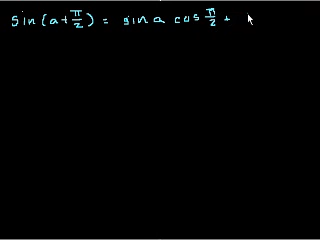 sin(a+π/2) = sin a cos π/2 +